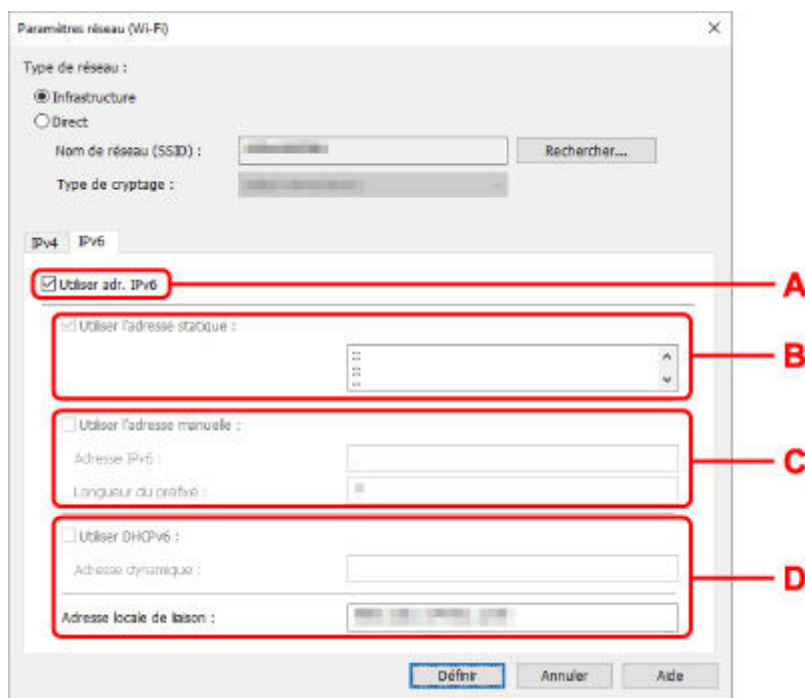 Paramètres réseau (Wi-Fi)
Type de réseau :
Infrastructure
Direct
Nom de réseau (SSID) :
Rechercher...
Type de cryptage :
IPv4 IPv6
Utiliser adr. IPv6
A
Utiliser l'adresse statique :
::
::
::
B
Utiliser l'adresse manuelle :
Adresse IPv6 :
Longueur du préfixe :
C
Utiliser DHCPv6 :
Adresse dynamique :
D
Adresse locale de liaison :
Définir Annuler Aide